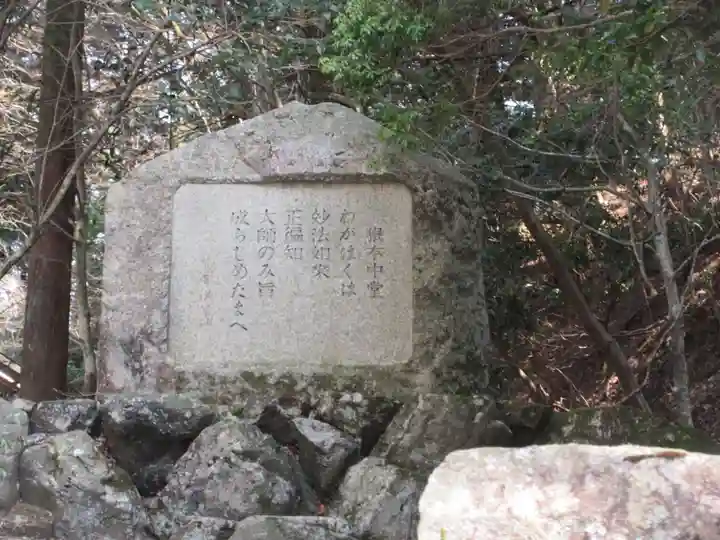 根本中堂
ねがはくは
妙法如来
正徧知
大師のみ旨
成らしめたまへ